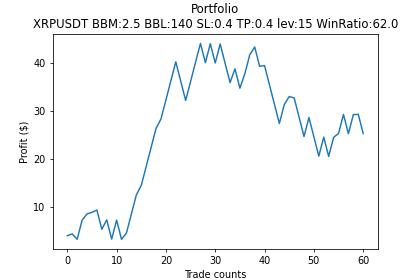 Portfolio
XRPUSDT BBM:2.5 BBL:140 SL:0.4 TP:0.4 lev:15 WinRatio:62.0
40
30
20
10
Profit ($)
0 10 20 30 40 50 60
Trade counts